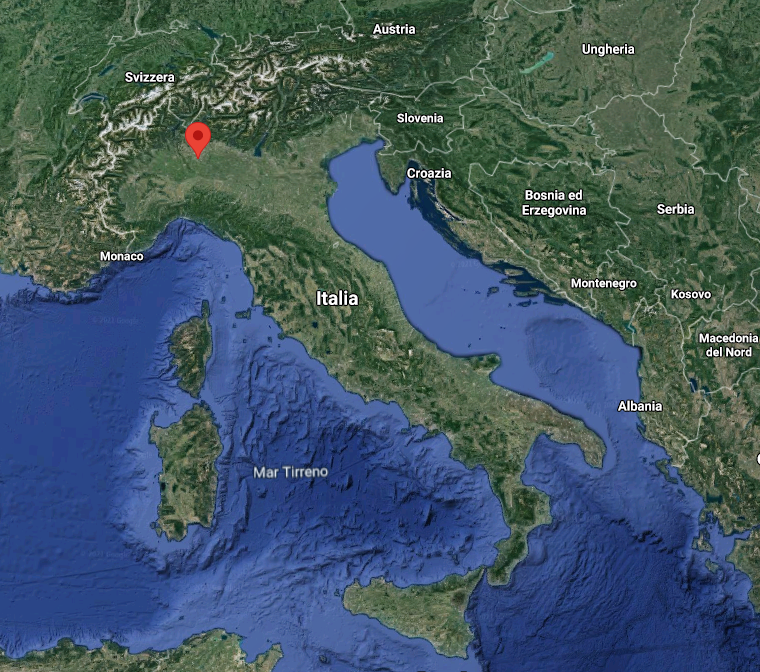 Austria
Ungheria
Svizzera
Slovenia
Croazia
Bosnia ed
Erzegovina
Serbia
Monaco
Montenegro
Kosovo
Italia
Macedonia
del Nord
Albania
Mar Tirreno